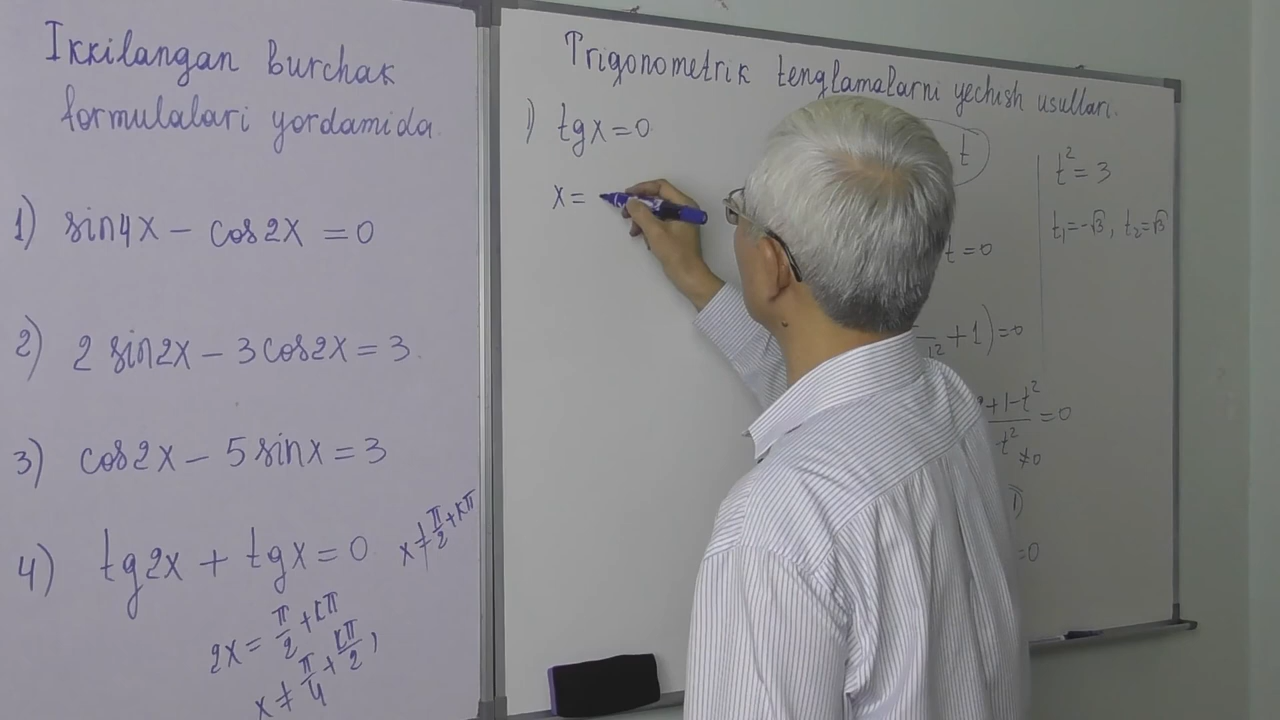 Ikkilangan burchak
formulalari yordamida
1) sin4x - cos2x = 0
2) 2 sin2x - 3cos2x = 3.
3) cos2x - 5sinx = 3
4) tg2x + tgx = 0 x ≠ π/2 + kπ
2x = π/2 + kπ
x ≠ π/4 + kπ/2,
Trigonometrik tenglamalarni yechish usullari.
1) tgx = 0
x =
t
t = 0
+1) = 0
+1-t²/t² = 0
≠0
= 0
t² = 3
t₁ = -√3, t₂ = √3